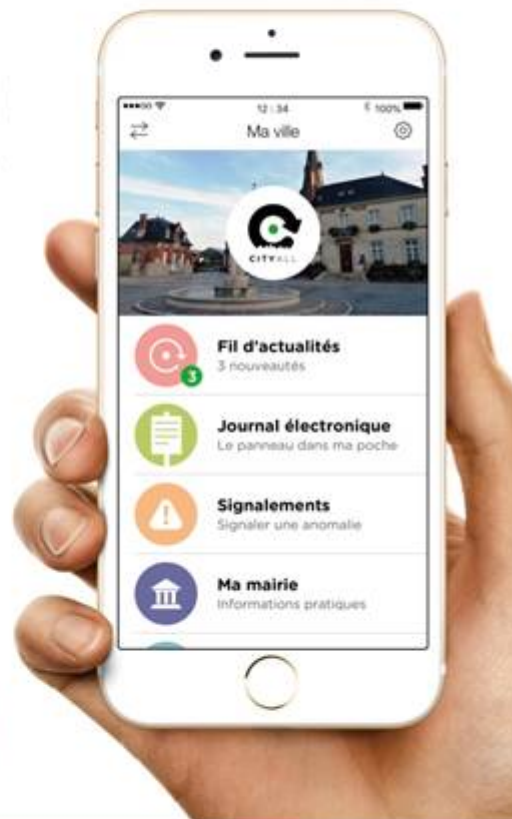 12:34
100%
Ma ville
CITYALL
Fil d'actualités
3 nouveautés
3
Journal électronique
Le panneau dans ma poche
Signalements
Signaler une anomalie
Ma mairie
Informations pratiques